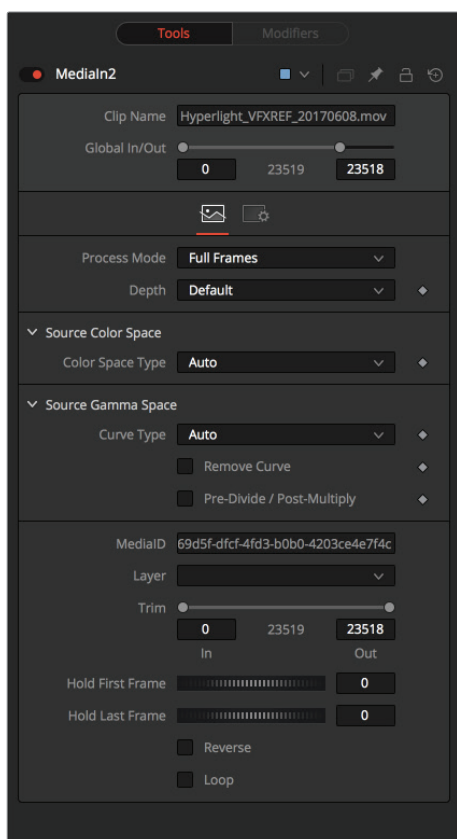 Tools Modifiers
MediaIn2
Clip Name Hyperlight_VFXREF_20170608.mov
Global In/Out
0 23519 23518
Process Mode Full Frames
Depth Default
Source Color Space
Color Space Type Auto
Source Gamma Space
Curve Type Auto
Remove Curve
Pre-Divide / Post-Multiply
MediaID 69d5f-dfcf-4fd3-b0b0-4203ce4e7f4c
Layer
Trim
0 23519 23518
In Out
Hold First Frame 0
Hold Last Frame 0
Reverse
Loop